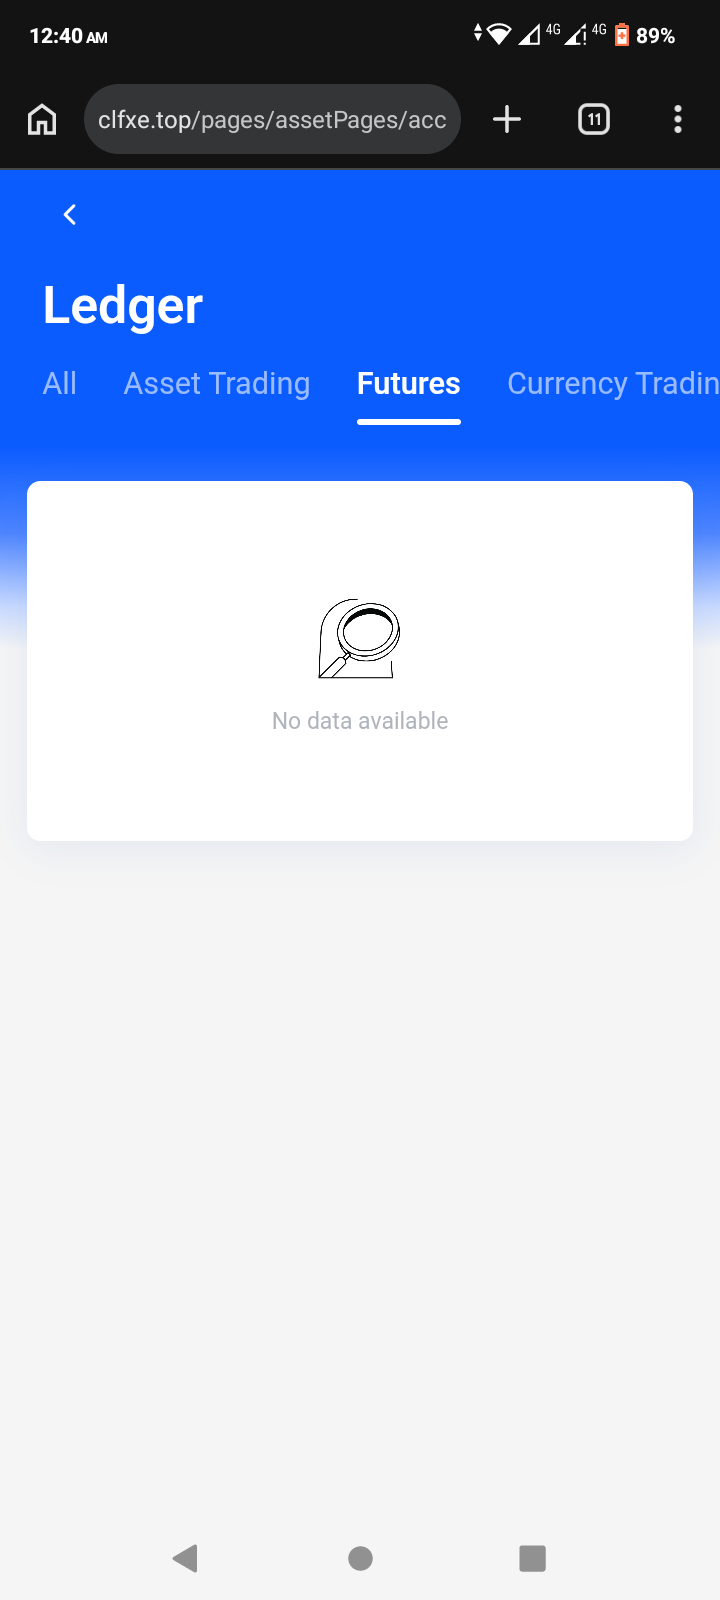 12:40 AM 4G 4G 89%
clfxe.top/pages/assetPages/acc 11
Ledger
All Asset Trading Futures Currency Tradin
No data available